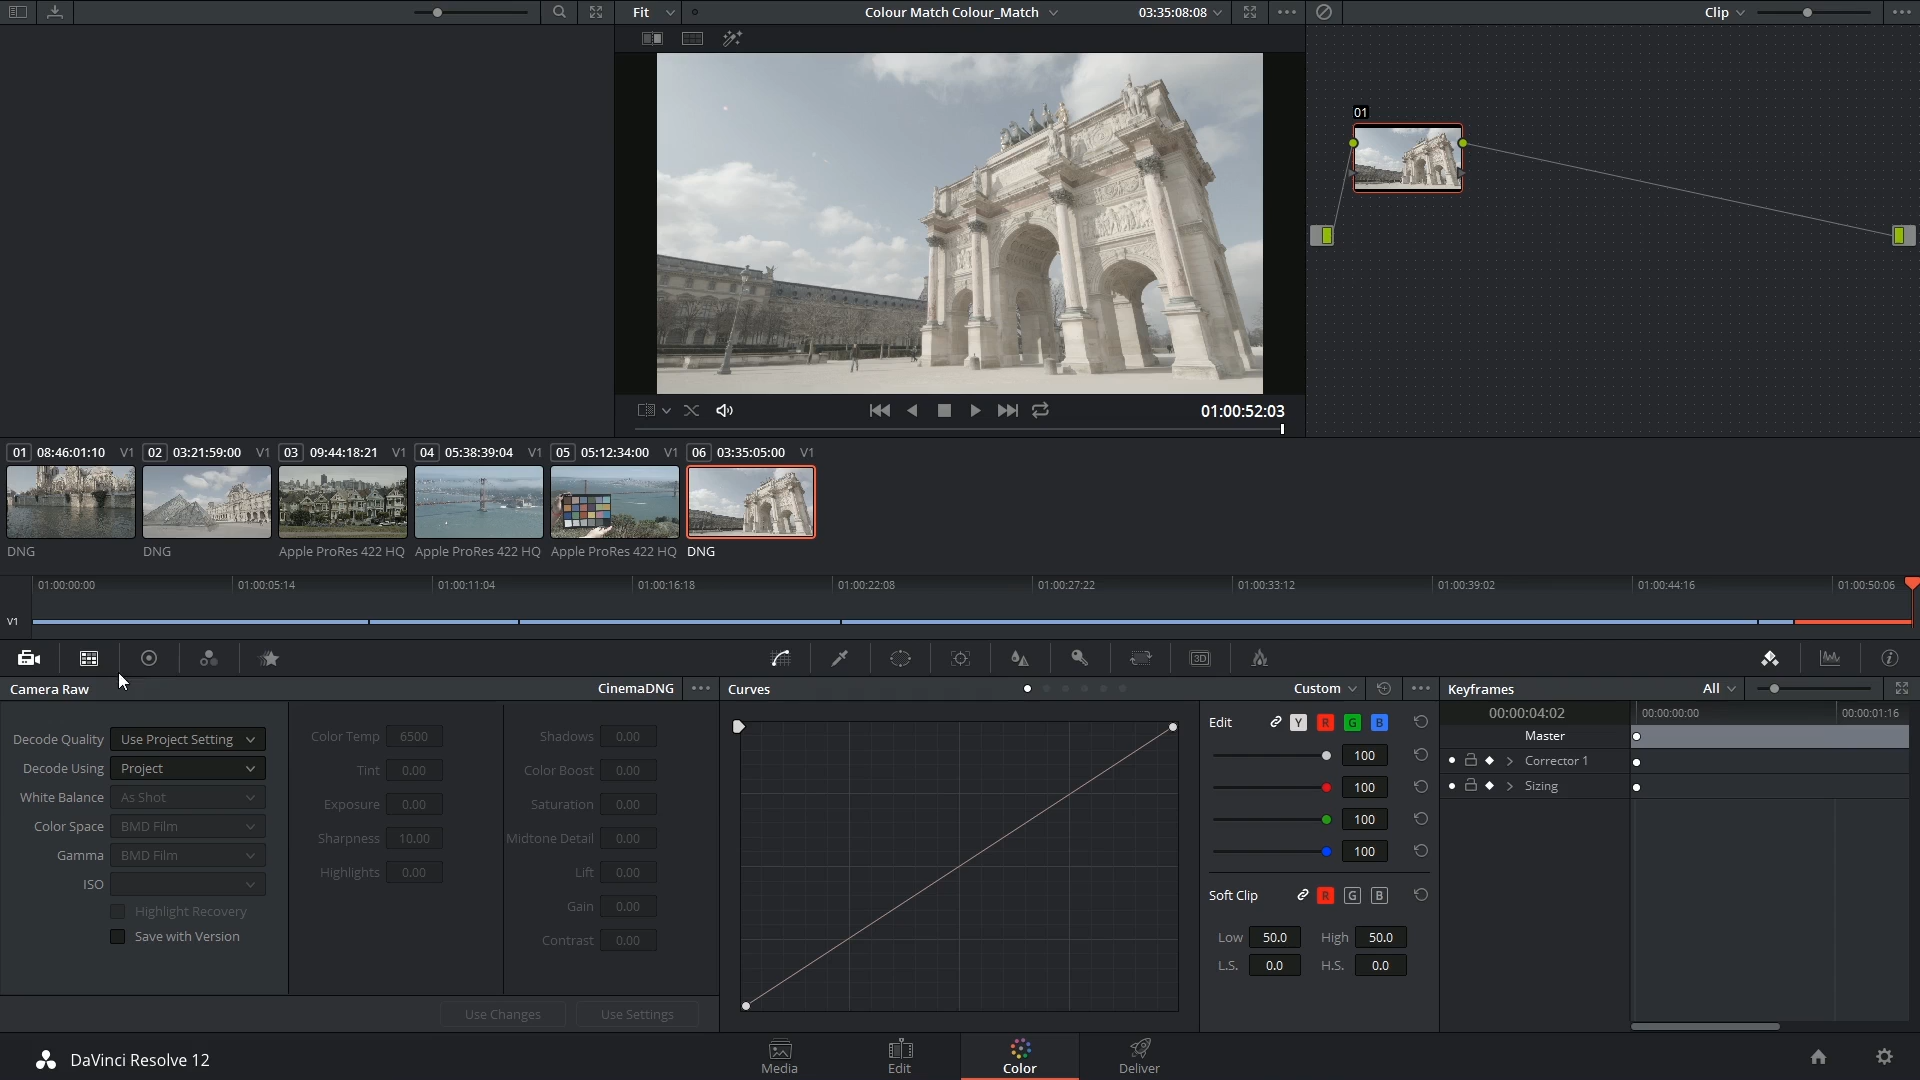 Fit
Colour Match Colour_Match
03:35:08:08
Clip
01
01:00:52:03
01 08:46:01:10 V1
02 03:21:59:00 V1
03 09:44:18:21 V1
04 05:38:39:04 V1
05 05:12:34:00 V1
06 03:35:05:00 V1
DNG
DNG
Apple ProRes 422 HQ
Apple ProRes 422 HQ
Apple ProRes 422 HQ
DNG
01:00:00:00
01:00:05:14
01:00:11:04
01:00:16:18
01:00:22:08
01:00:27:22
01:00:33:12
01:00:39:02
01:00:44:16
01:00:50:06
V1
3D
Camera Raw
CinemaDNG
Decode Quality Use Project Setting
Decode Using Project
White Balance As Shot
Color Space BMD Film
Gamma BMD Film
ISO
Highlight Recovery
Save with Version
Color Temp 6500
Tint 0.00
Exposure 0.00
Sharpness 10.00
Highlights 0.00
Shadows 0.00
Color Boost 0.00
Saturation 0.00
Midtone Detail 0.00
Lift 0.00
Gain 0.00
Contrast 0.00
Use Changes
Use Settings
Curves
Custom
Edit Y R G B
100
100
100
100
Soft Clip R G B
Low 50.0 High 50.0
L.S. 0.0 H.S. 0.0
Keyframes
All
00:00:04:02
00:00:00:00
00:00:01:16
Master
Corrector 1
Sizing
DaVinci Resolve 12
Media
Edit
Color
Deliver